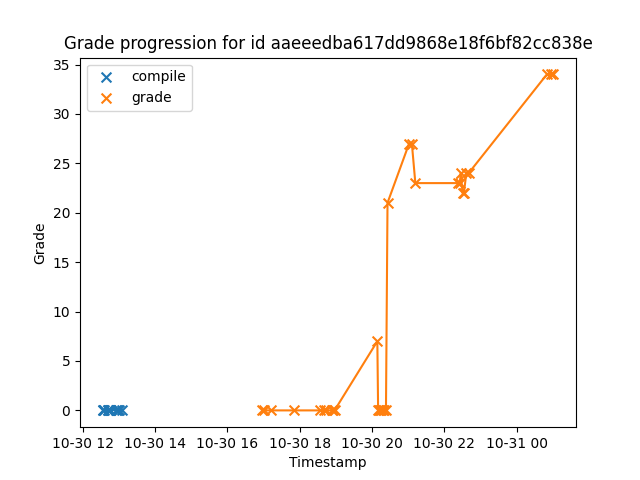 Grade progression for id aaeeedba617dd9868e18f6bf82cc838e
compile
grade
35
30
25
20
15
10
5
0
Grade
10-30 12 10-30 14 10-30 16 10-30 18 10-30 20 10-30 22 10-31 00
Timestamp